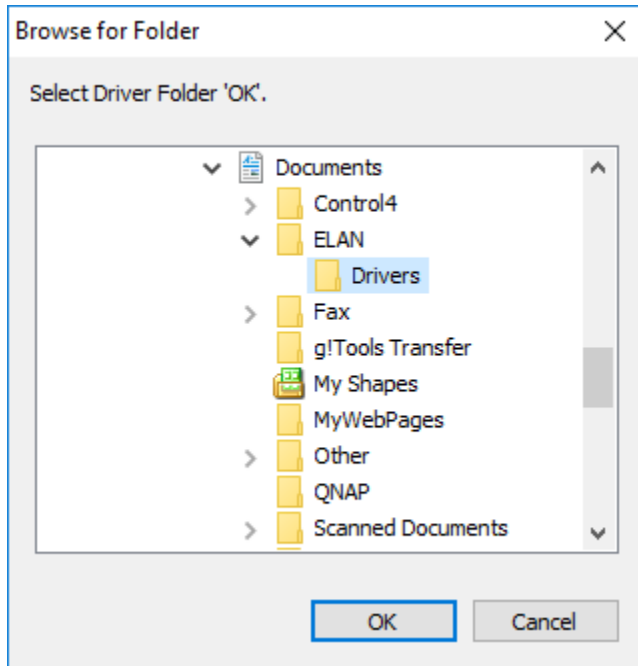 Browse for Folder
Select Driver Folder 'OK'.
Documents
Control4
ELAN
Drivers
Fax
g!Tools Transfer
My Shapes
MyWebPages
Other
QNAP
Scanned Documents
OK Cancel